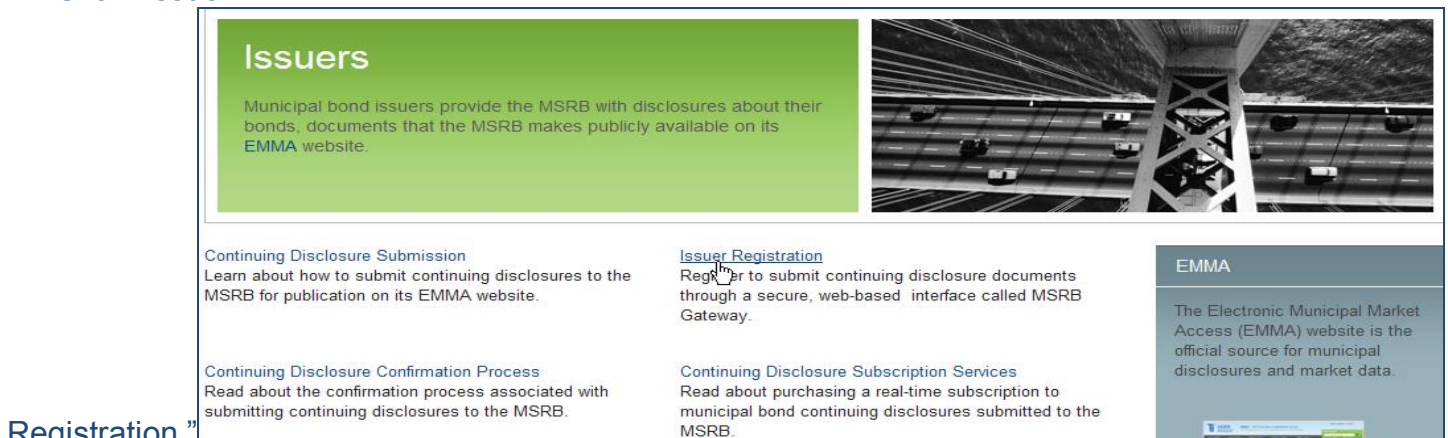 Issuers
Municipal bond issuers provide the MSRB with disclosures about their
bonds, documents that the MSRB makes publicly available on its
EMMA website.
Continuing Disclosure Submission
Learn about how to submit continuing disclosures to the
MSRB for publication on its EMMA website.
Issuer Registration
Register to submit continuing disclosure documents
through a secure, web-based interface called MSRB
Gateway.
EMMA
The Electronic Municipal Market
Access (EMMA) website is the
official source for municipal
disclosures and market data.
Continuing Disclosure Confirmation Process
Read about the confirmation process associated with
submitting continuing disclosures to the MSRB.
Continuing Disclosure Subscription Services
Read about purchasing a real-time subscription to
municipal bond continuing disclosures submitted to the
MSRB.
Registration.”